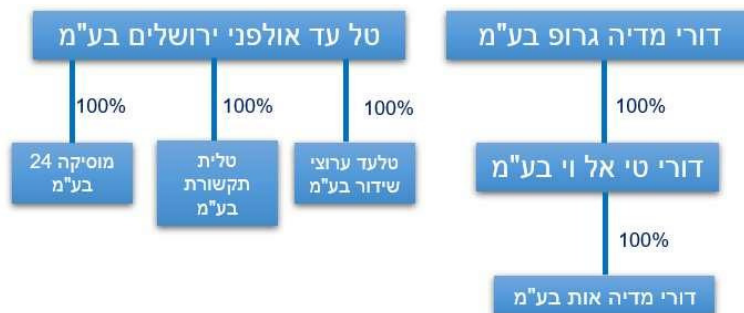 דורי מדיה גרופ בע"מ
טל עד אולפני ירושלים בע"מ
100%
100%
100%
100%
דורי טי אל וי בע"מ
טלעד ערוצי
שידור בע"מ
טלית
תקשורת
בע"מ
מוסיקה 24
בע"מ
100%
דורי מדיה אות בע"מ